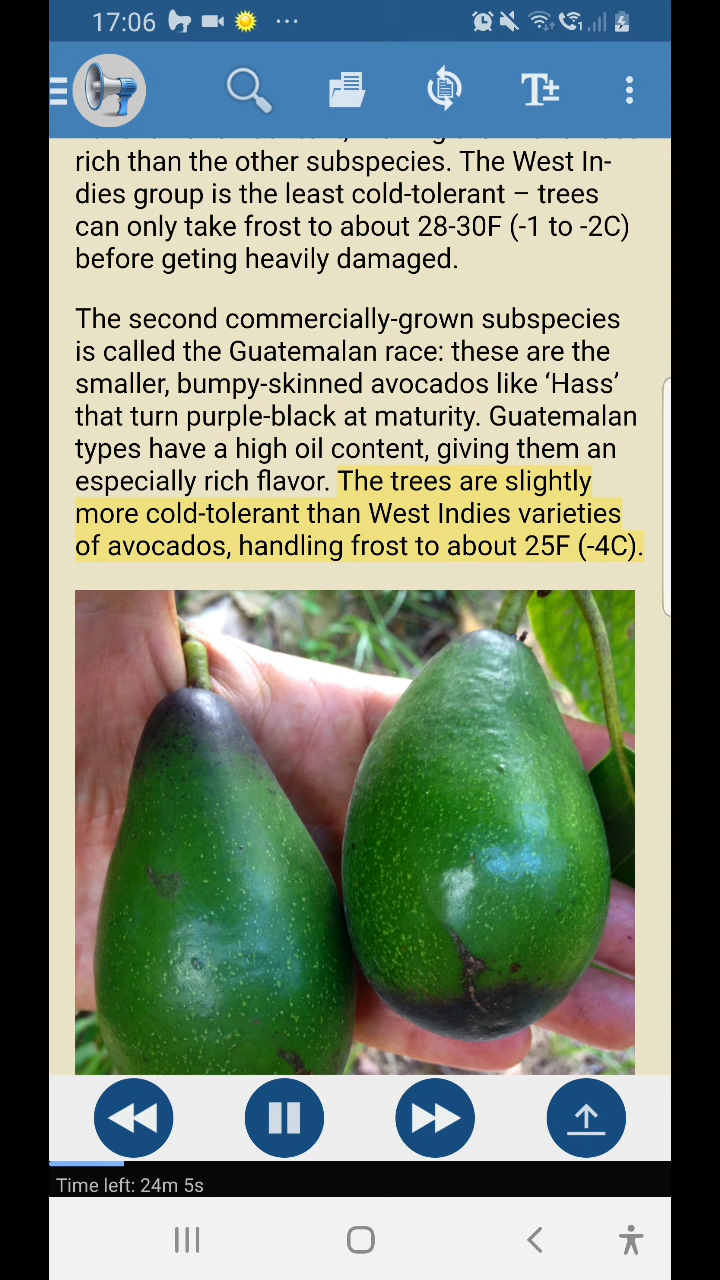 17:06
rich than the other subspecies. The West In-
dies group is the least cold-tolerant – trees
can only take frost to about 28-30F (-1 to -2C)
before geting heavily damaged.
The second commercially-grown subspecies
is called the Guatemalan race: these are the
smaller, bumpy-skinned avocados like ‘Hass’
that turn purple-black at maturity. Guatemalan
types have a high oil content, giving them an
especially rich flavor. The trees are slightly
more cold-tolerant than West Indies varieties
of avocados, handling frost to about 25F (-4C).
Time left: 24m 5s